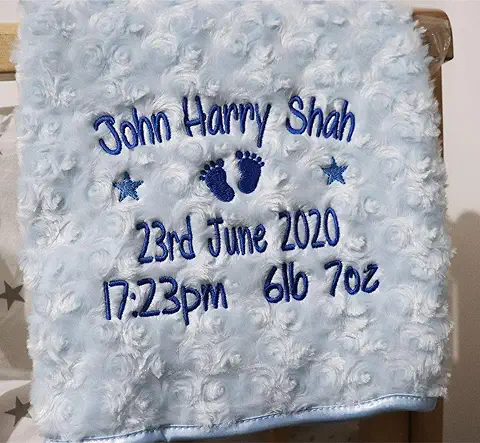 John Harry Shah
23rd June 2020
17:23pm 6lb 7oz